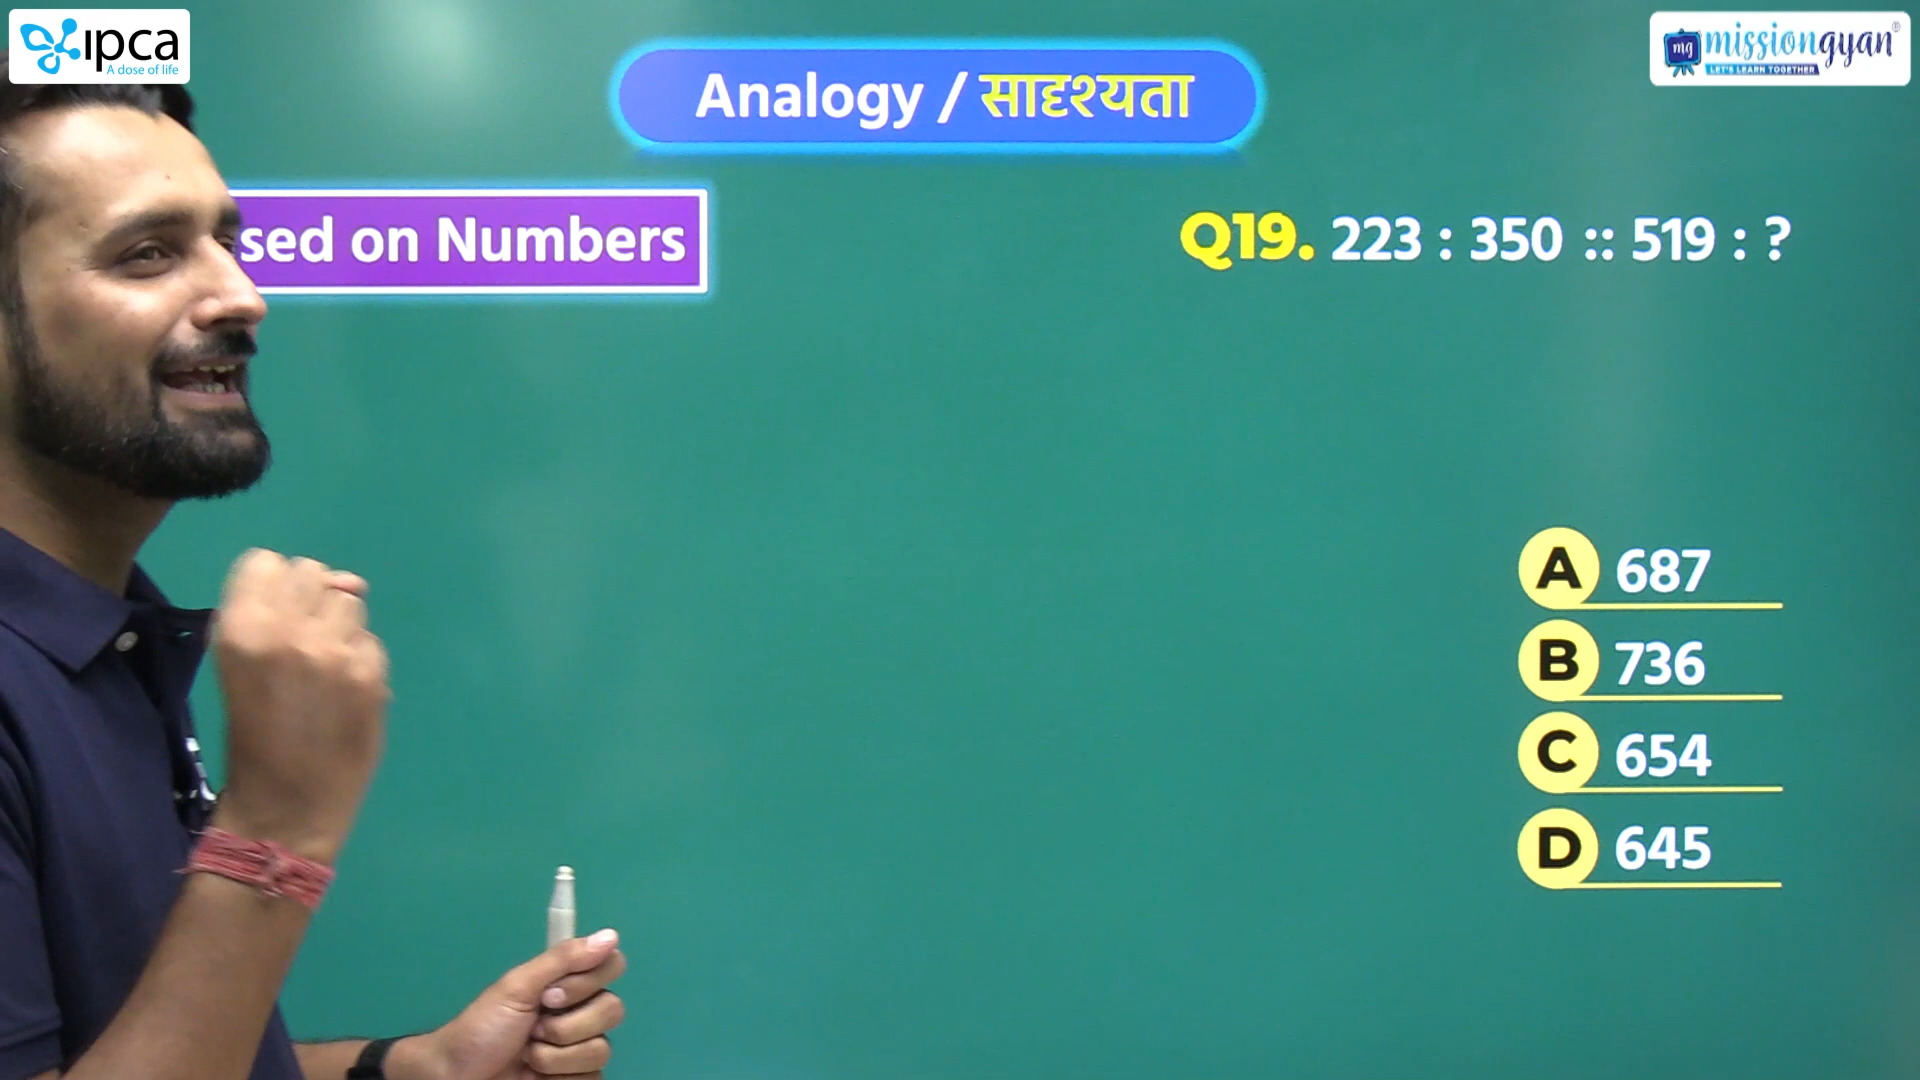 ipca
A dose of life
mg missiongyan®
LET'S LEARN TOGETHER
Analogy / सादृश्यता
sed on Numbers
Q19. 223 : 350 :: 519 : ?
A 687
B 736
C 654
D 645